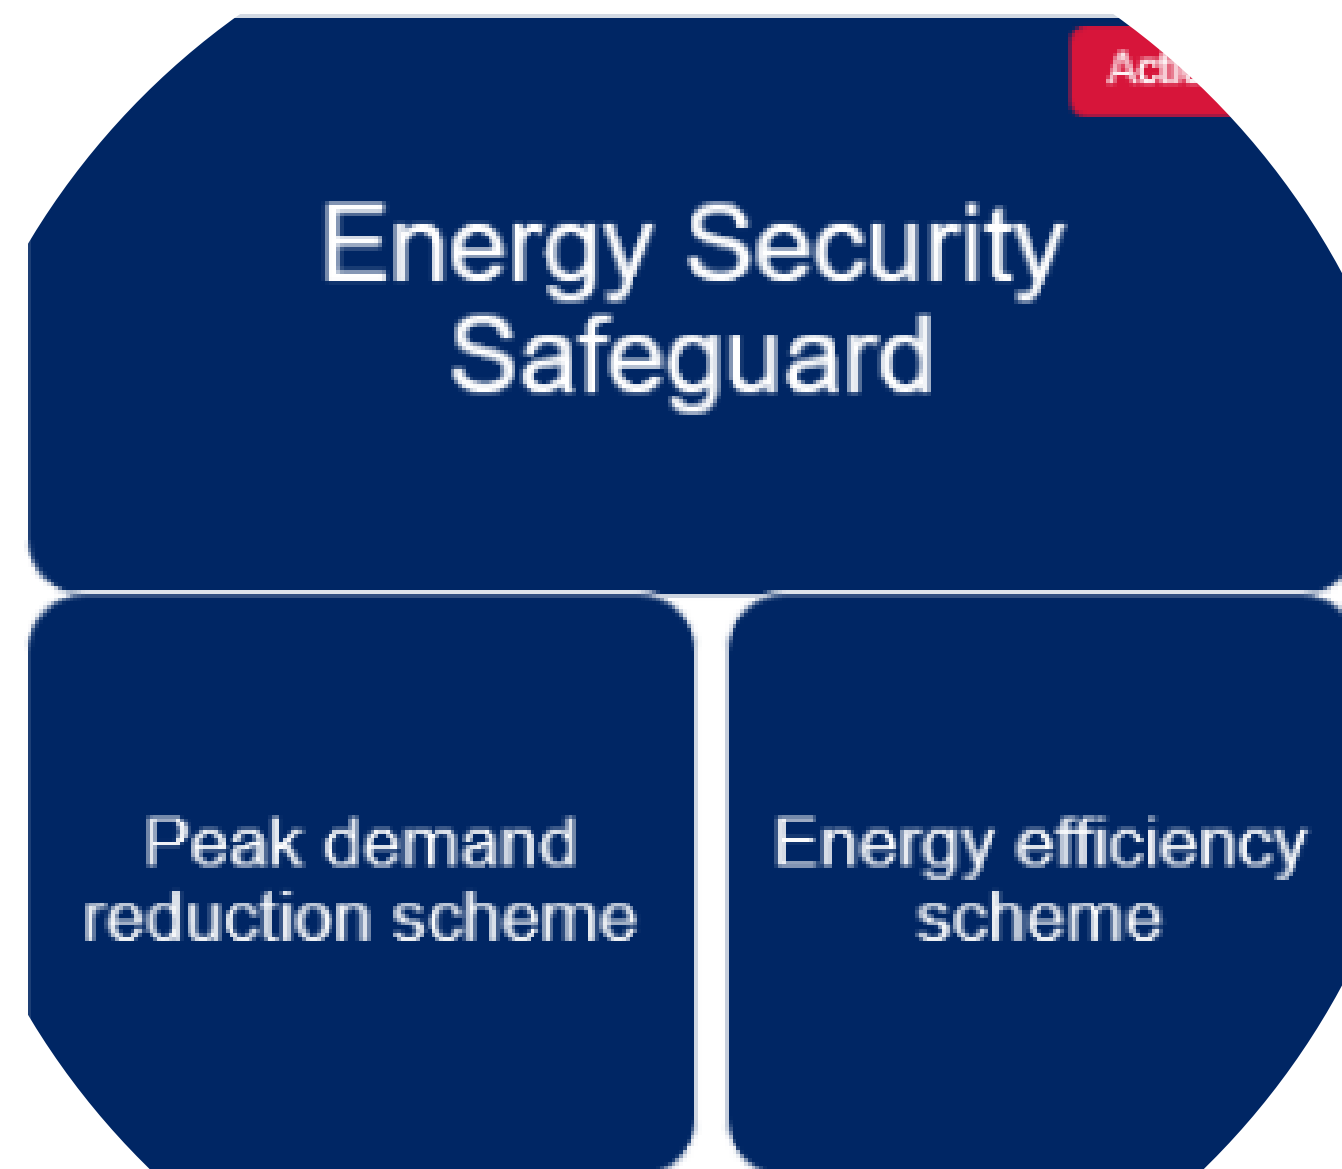 Energy Security
Safeguard
Peak demand
reduction scheme
Energy efficiency
scheme